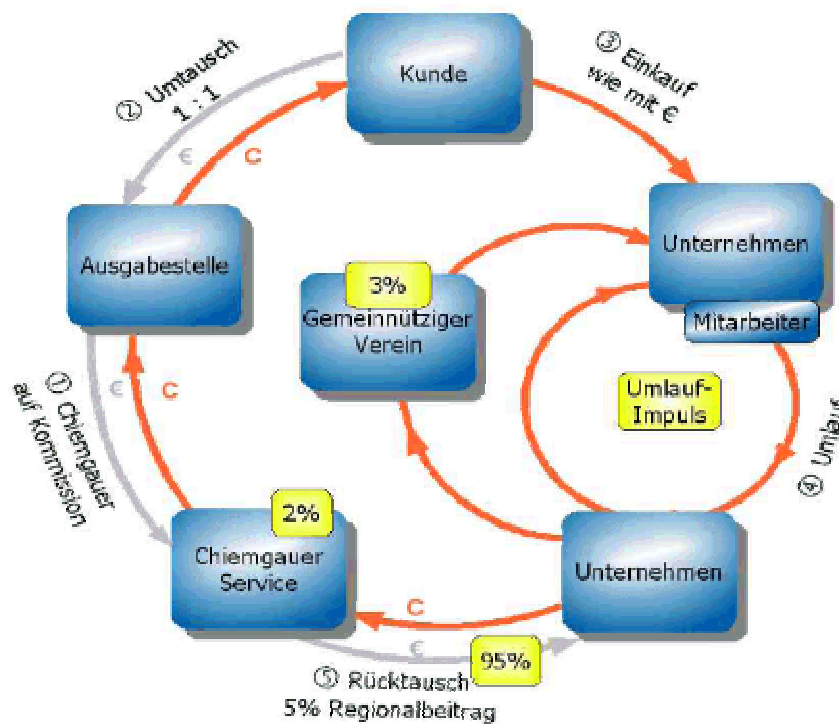 ② Umtausch
1 : 1
Kunde
③ Einkauf
wie mit €
€
C
Ausgabestelle
3%
Gemeinnütziger
Verein
Unternehmen
Mitarbeiter
Umlauf-
Impuls
④ Umlauf
① Chiemgauer
auf Kommission
€
C
2%
Chiemgauer
Service
Unternehmen
C
€
95%
⑤ Rücktausch
5% Regionalbeitrag